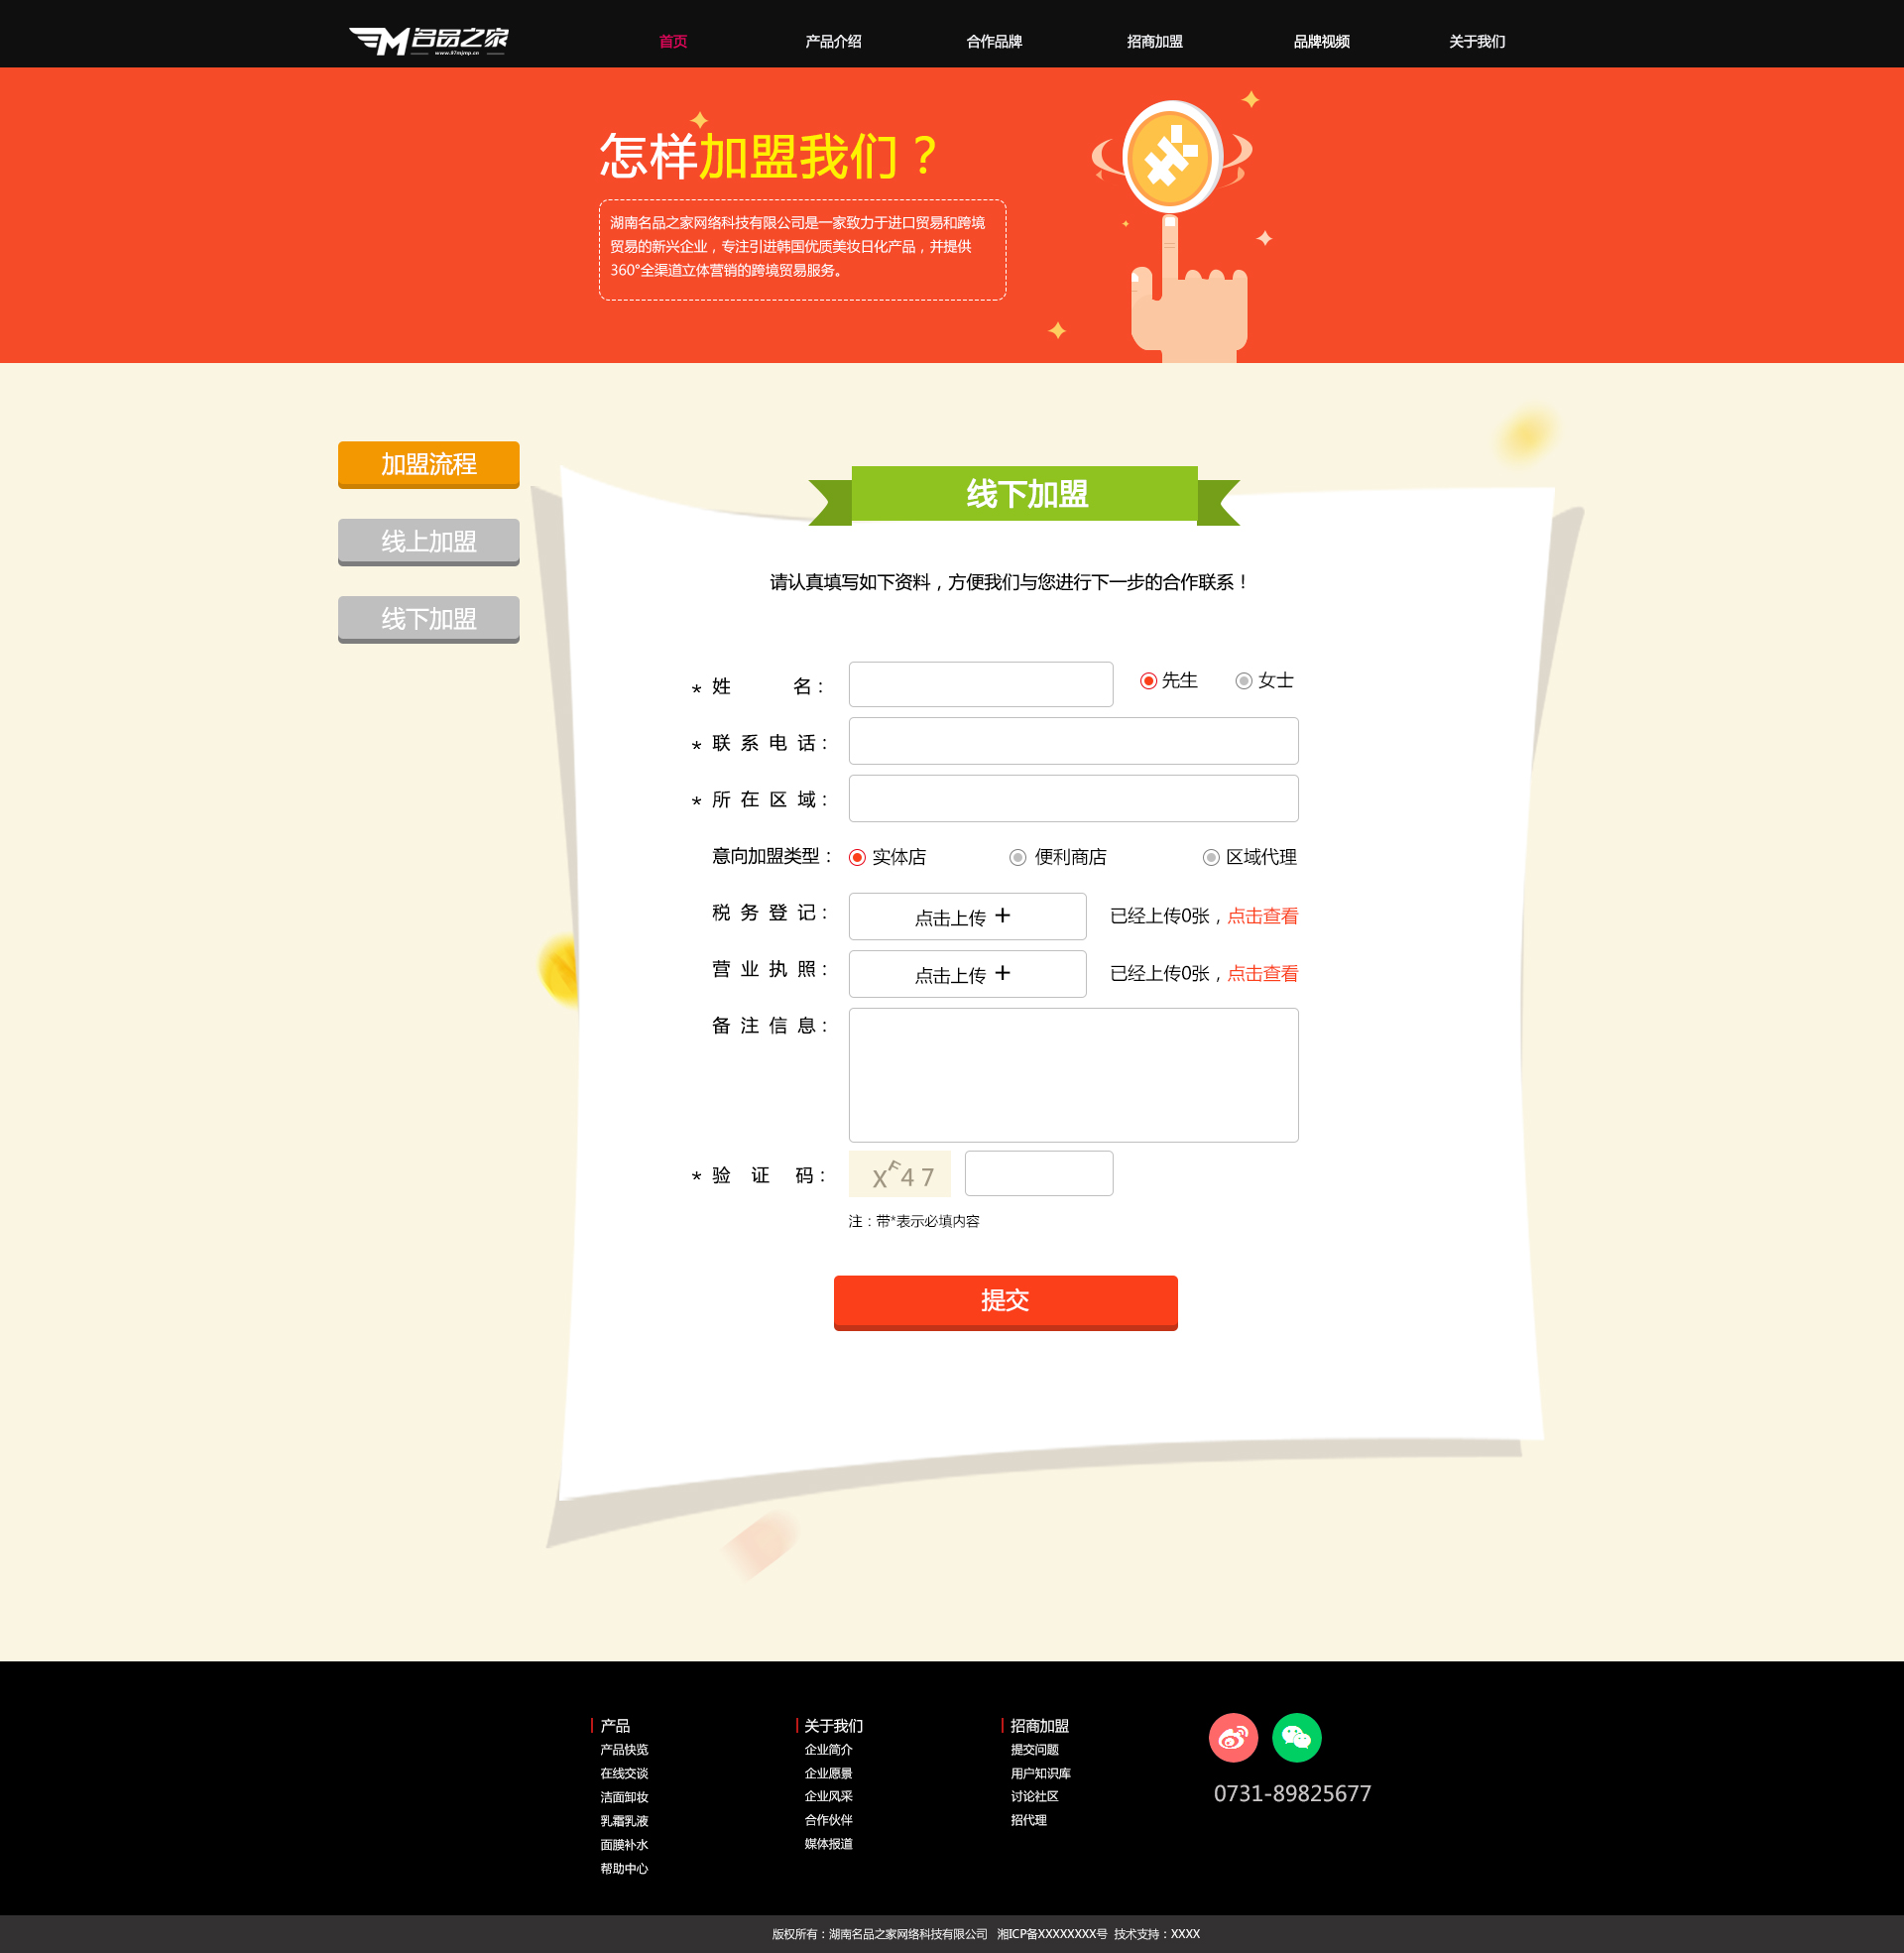 名品之家
www.97mjmp.cn
首页 产品介绍 合作品牌 招商加盟 品牌视频 关于我们
怎样加盟我们？
湖南名品之家网络科技有限公司是一家致力于进口贸易和跨境
贸易的新兴企业，专注引进韩国优质美妆日化产品，并提供
360°全渠道立体营销的跨境贸易服务。
加盟流程
线上加盟
线下加盟
线下加盟
请认真填写如下资料，方便我们与您进行下一步的合作联系！
* 姓 名： 先生 女士
* 联系电话：
* 所在区域：
意向加盟类型： 实体店 便利商店 区域代理
税务登记： 点击上传 + 已经上传0张，点击查看
营业执照： 点击上传 + 已经上传0张，点击查看
备注信息：
* 验证码： XF47
注：带*表示必填内容
提交
产品
产品快览
在线交谈
洁面卸妆
乳霜乳液
面膜补水
帮助中心
关于我们
企业简介
企业愿景
企业风采
合作伙伴
媒体报道
招商加盟
提交问题
用户知识库
讨论社区
招代理
0731-89825677
版权所有：湖南名品之家网络科技有限公司 湘ICP备XXXXXXXX号 技术支持：XXXX